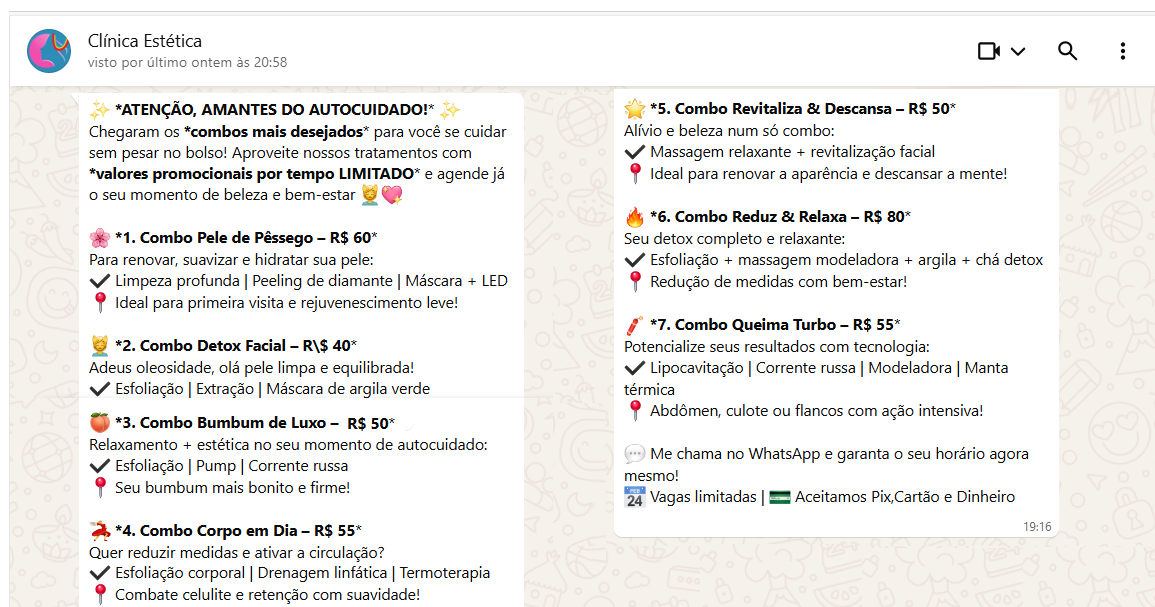 Clínica Estética
visto por último ontem às 20:58
✨ *ATENÇÃO, AMANTES DO AUTOCUIDADO!* ✨
Chegaram os *combos mais desejados* para você se cuidar
sem pesar no bolso! Aproveite nossos tratamentos com
*valores promocionais por tempo LIMITADO* e agende já
o seu momento de beleza e bem-estar 💆💖
🌸 *1. Combo Pele de Pêssego – R$ 60*
Para renovar, suavizar e hidratar sua pele:
✔️ Limpeza profunda | Peeling de diamante | Máscara + LED
📍 Ideal para primeira visita e rejuvenescimento leve!
💆 *2. Combo Detox Facial – R\$ 40*
Adeus oleosidade, olá pele limpa e equilibrada!
✔️ Esfoliação | Extração | Máscara de argila verde
🍑 *3. Combo Bumbum de Luxo – R$ 50*
Relaxamento + estética no seu momento de autocuidado:
✔️ Esfoliação | Pump | Corrente russa
📍 Seu bumbum mais bonito e firme!
💃 *4. Combo Corpo em Dia – R$ 55*
Quer reduzir medidas e ativar a circulação?
✔️ Esfoliação corporal | Drenagem linfática | Termoterapia
📍 Combate celulite e retenção com suavidade!
🌟 *5. Combo Revitaliza & Descansa – R$ 50*
Alívio e beleza num só combo:
✔️ Massagem relaxante + revitalização facial
📍 Ideal para renovar a aparência e descansar a mente!
🔥 *6. Combo Reduz & Relaxa – R$ 80*
Seu detox completo e relaxante:
✔️ Esfoliação + massagem modeladora + argila + chá detox
📍 Redução de medidas com bem-estar!
🧨 *7. Combo Queima Turbo – R$ 55*
Potencialize seus resultados com tecnologia:
✔️ Lipocavitação | Corrente russa | Modeladora | Manta
térmica
📍 Abdômen, culote ou flancos com ação intensiva!
💬 Me chama no WhatsApp e garanta o seu horário agora
mesmo!
📅 Vagas limitadas | 💳 Aceitamos Pix,Cartão e Dinheiro
19:16